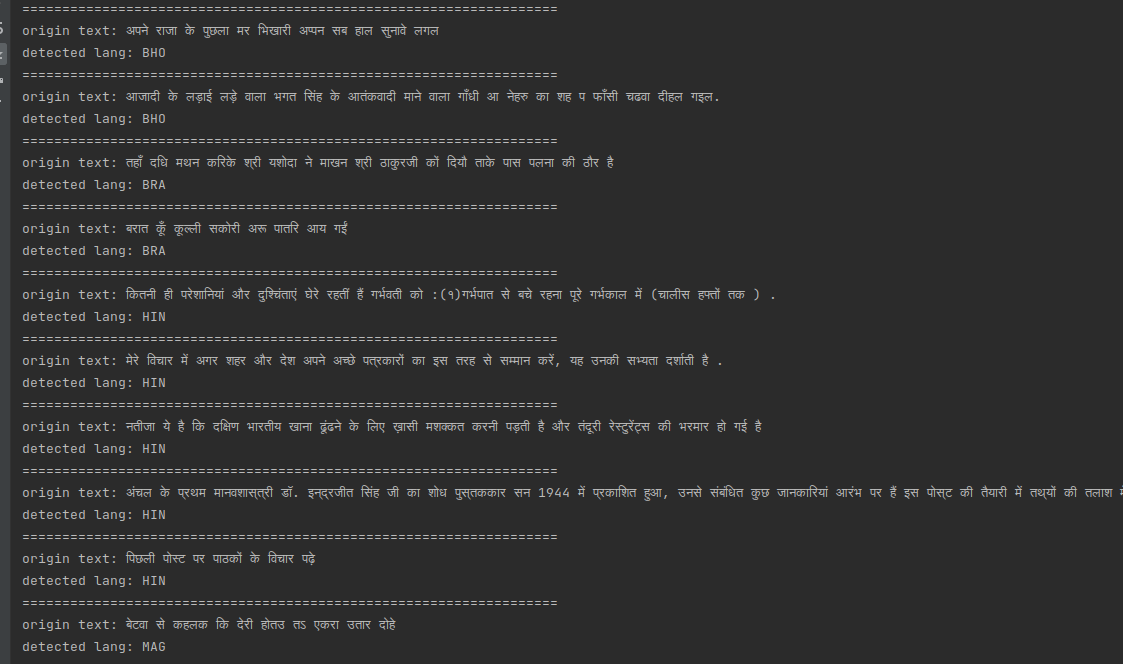 ===================================================================
origin text: अपने राजा के पुछला मर भिखारी अप्पन सब हाल सुनावे लगल
detected lang: BHO
===================================================================
origin text: आजादी के लड़ाई लड़े वाला भगत सिंह के आतंकवादी माने वाला गाँधी आ नेहरु का शह प फाँसी चढवा दीहल गइल.
detected lang: BHO
===================================================================
origin text: तहाँ दधि मथन करिके श्री यशोदा ने माखन श्री ठाकुरजी कों दियौ ताके पास पलना की ठौर है
detected lang: BRA
===================================================================
origin text: बरात कूँ कूल्ली सकोरी अरू पातरि आय गईं
detected lang: BRA
===================================================================
origin text: कितनी ही परेशानियां और दुश्चिंताएं घेरे रहतीं हैं गर्भवती को :(१)गर्भपात से बचे रहना पूरे गर्भकाल में (चालीस हफ्तों तक ) .
detected lang: HIN
===================================================================
origin text: मेरे विचार में अगर शहर और देश अपने अच्छे पत्रकारों का इस तरह से सम्मान करें, यह उनकी सभ्यता दर्शाती है .
detected lang: HIN
===================================================================
origin text: नतीजा ये है कि दक्षिण भारतीय खाना ढूंढने के लिए ख़ासी मशक्कत करनी पड़ती है और तंदूरी रेस्टुरेंट्स की भरमार हो गई है
detected lang: HIN
===================================================================
origin text: अंचल के प्रथम मानवशास्त्री डॉ. इन्द्रजीत सिंह जी का शोध पुस्तककार सन 1944 में प्रकाशित हुआ, उनसे संबंधित कुछ जानकारियां आरंभ पर हैं इस पोस्ट की तैयारी में तथ्यों की तलाश
detected lang: HIN
===================================================================
origin text: पिछली पोस्ट पर पाठकों के विचार पढ़े
detected lang: HIN
===================================================================
origin text: बेटवा से कहलक कि देरी होतउ तऽ एकरा उतार दोहे
detected lang: MAG